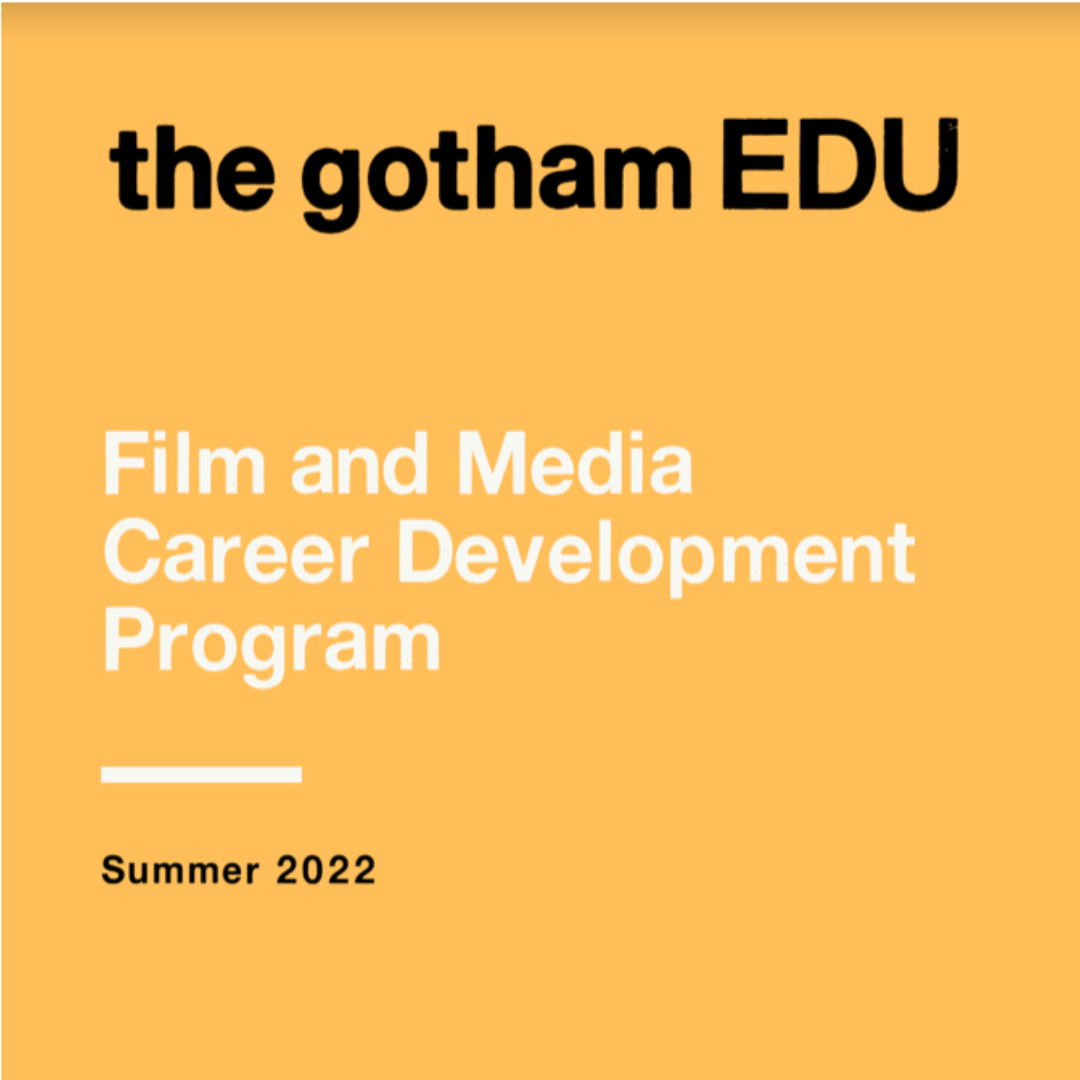 the gotham EDU
Film and Media
Career Development
Program
Summer 2022